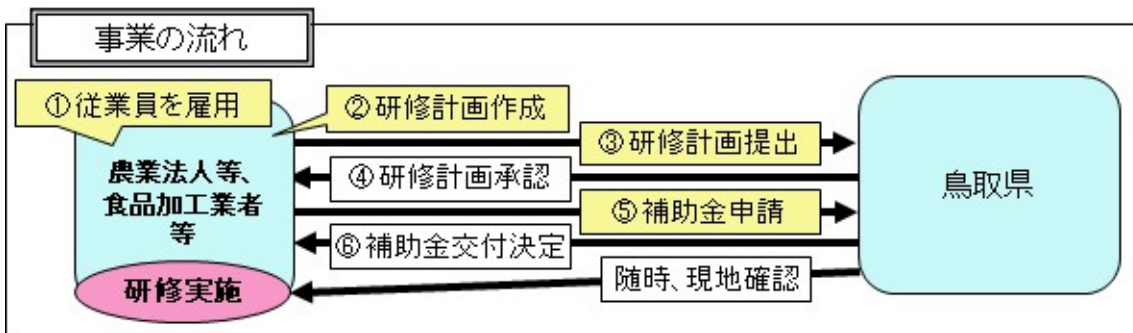 事業の流れ
①従業員を雇用
②研修計画作成
③研修計画提出
農業法人等、
食品加工業者
等
④研修計画承認
鳥取県
⑤補助金申請
⑥補助金交付決定
研修実施
随時、現地確認